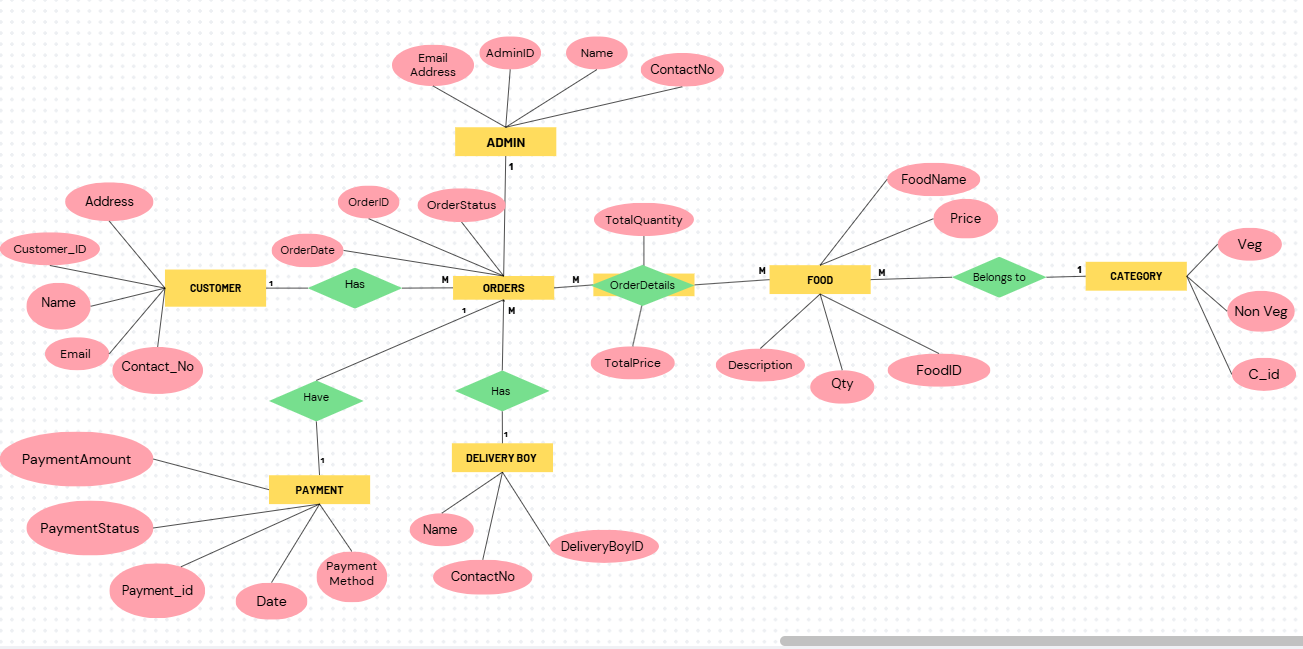 Email
Address
AdminID
Name
ContactNo
ADMIN
1
Address
OrderID
OrderStatus
FoodName
Price
TotalQuantity
Customer_ID
OrderDate
Veg
CUSTOMER
1
Has
M
ORDERS
M
OrderDetails
M
FOOD
M
Belongs to
1
CATEGORY
Name
1
M
Non Veg
Email
Contact_No
TotalPrice
Description
Qty
FoodID
C_id
Have
Has
1
1
PaymentAmount
DELIVERY BOY
PAYMENT
PaymentStatus
Name
DeliveryBoyID
Payment_id
Date
Payment
Method
ContactNo